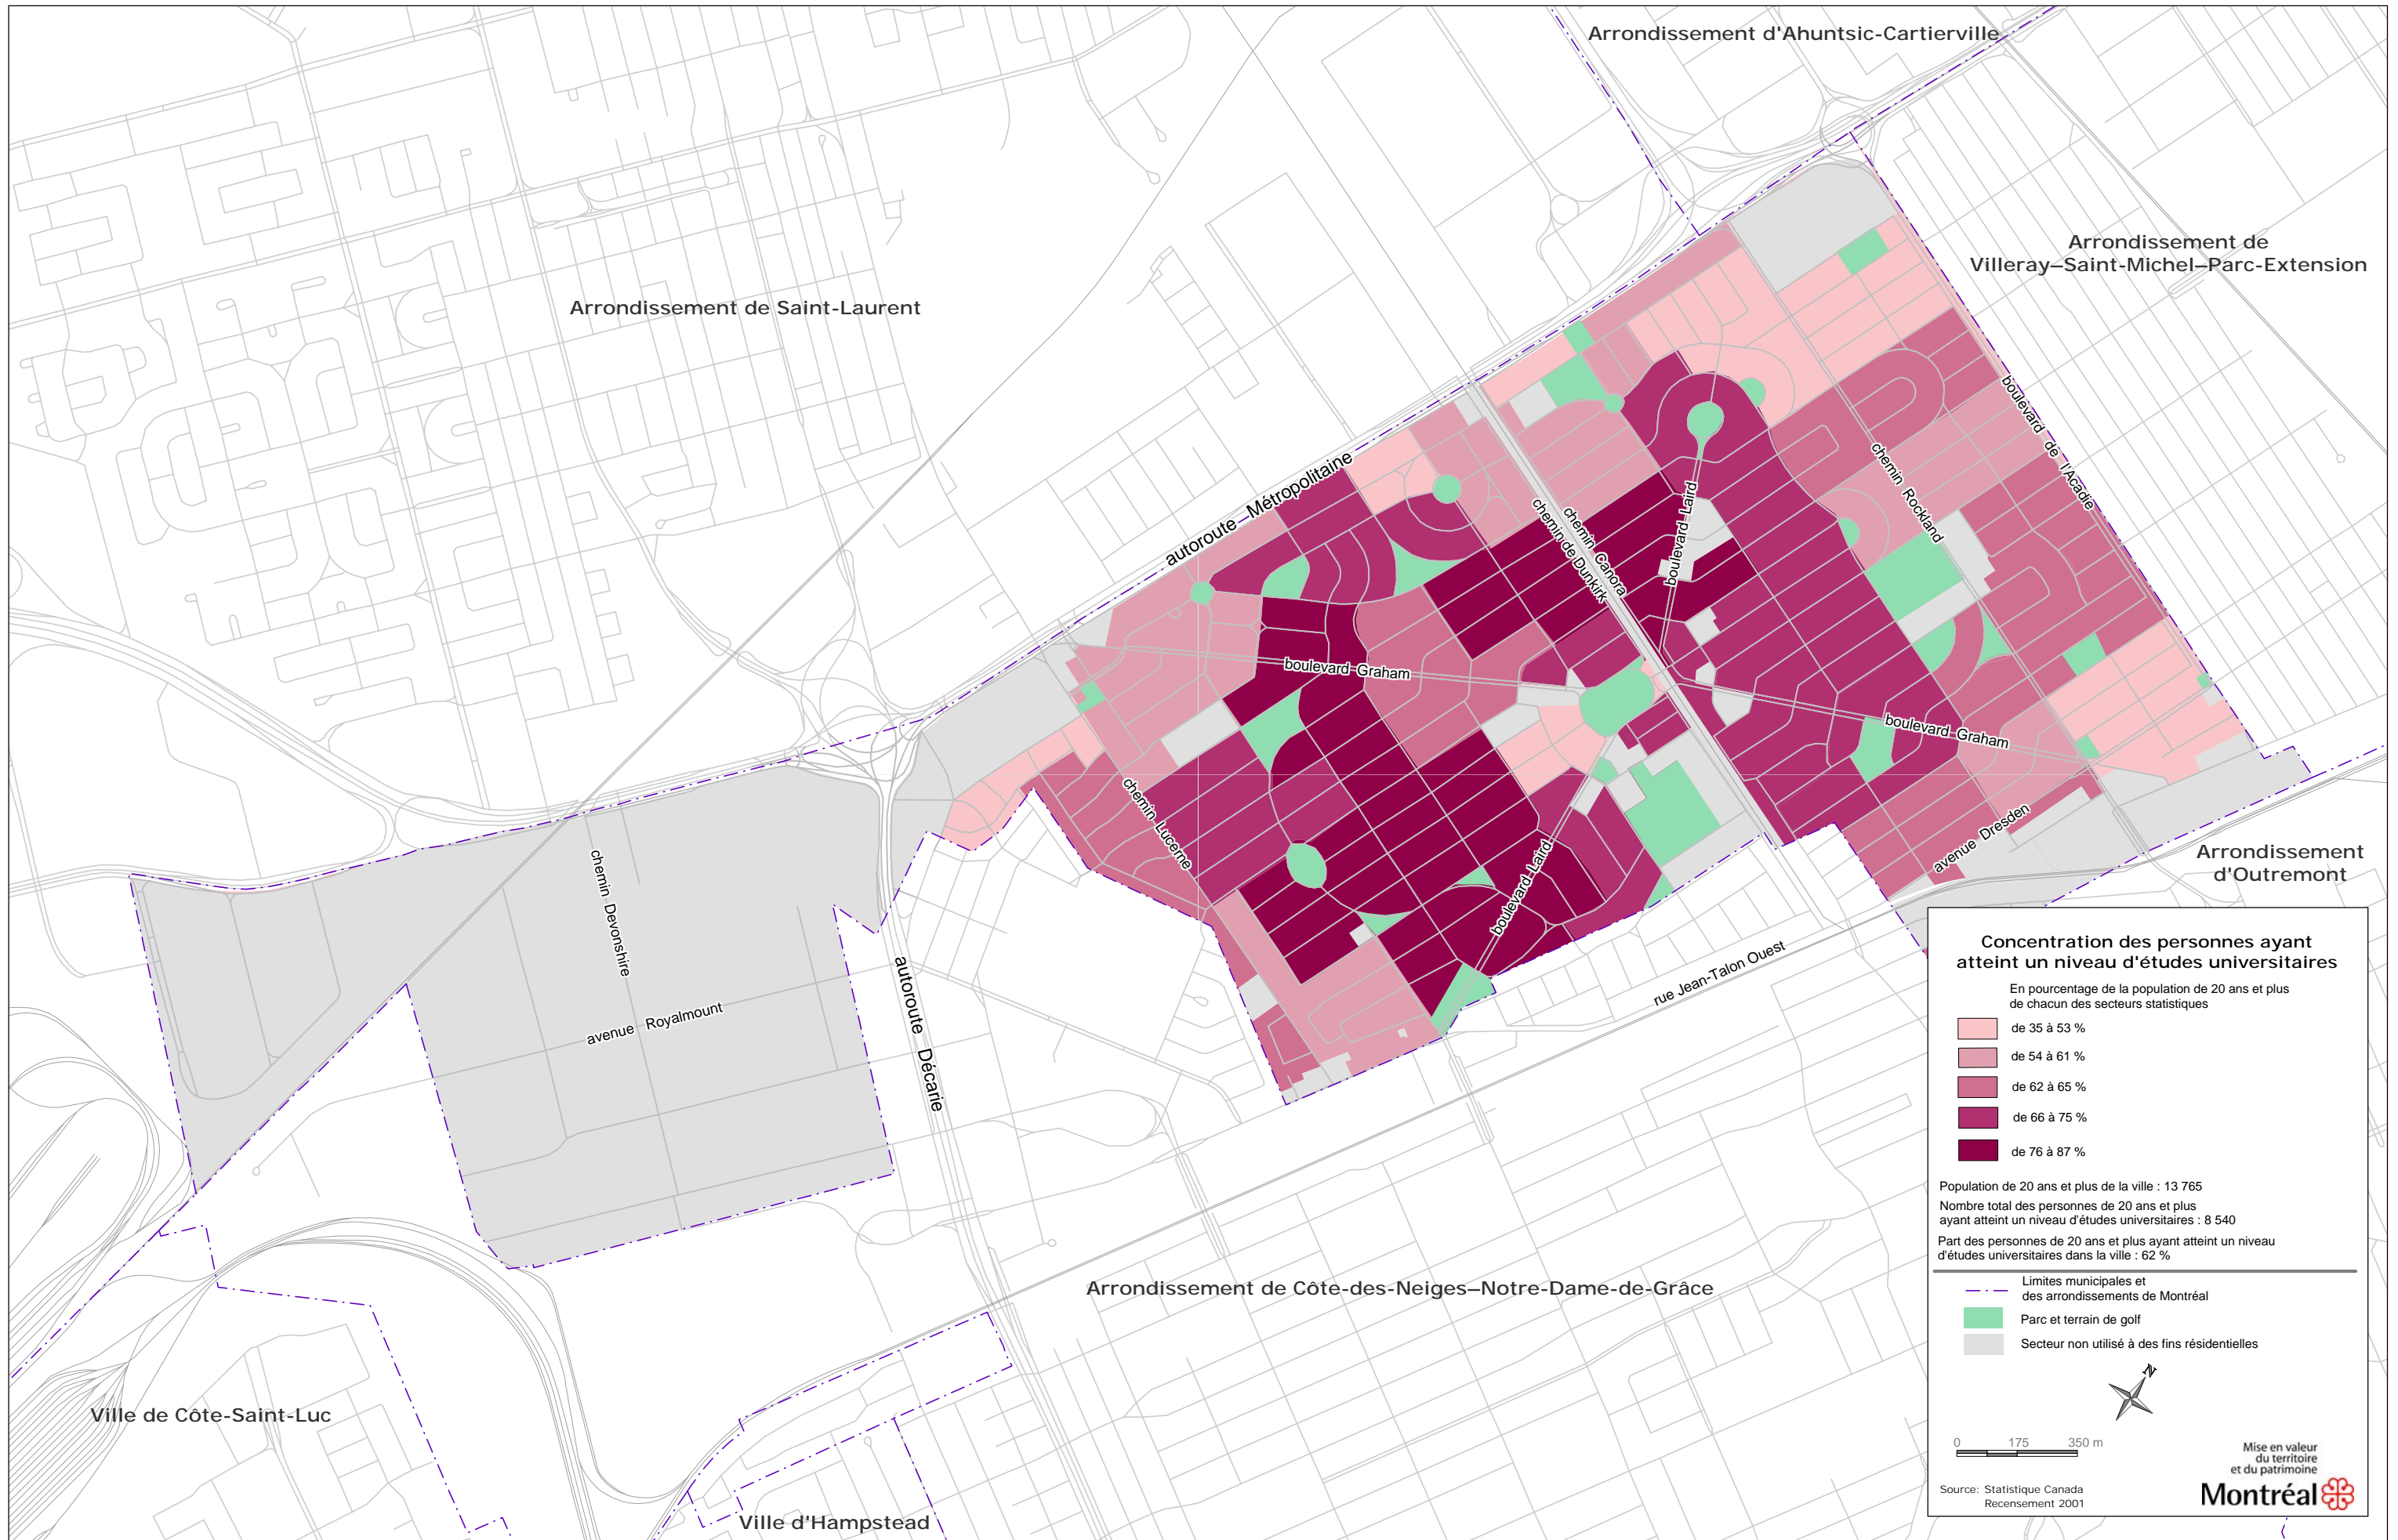 Arrondissement d'Ahuntsic-Cartierville
Arrondissement de
Villeray–Saint-Michel–Parc-Extension
Arrondissement de Saint-Laurent
autoroute Métropolitaine
boulevard de l'Acadie
chemin Rockland
boulevard Laird
chemin Canora
chemin de Dunkirk
boulevard Graham
boulevard Graham
chemin Lucerne
boulevard Laird
avenue Dresden
Arrondissement
d'Outremont
chemin Devonshire
avenue Royalmount
autoroute Décarie
rue Jean-Talon Ouest
Arrondissement de Côte-des-Neiges–Notre-Dame-de-Grâce
Ville de Côte-Saint-Luc
Ville d'Hampstead
Concentration des personnes ayant
atteint un niveau d'études universitaires
En pourcentage de la population de 20 ans et plus
de chacun des secteurs statistiques
de 35 à 53 %
de 54 à 61 %
de 62 à 65 %
de 66 à 75 %
de 76 à 87 %
Population de 20 ans et plus de la ville : 13 765
Nombre total des personnes de 20 ans et plus
ayant atteint un niveau d'études universitaires : 8 540
Part des personnes de 20 ans et plus ayant atteint un niveau
d'études universitaires dans la ville : 62 %
Limites municipales et
des arrondissements de Montréal
Parc et terrain de golf
Secteur non utilisé à des fins résidentielles
N
0 175 350 m
Mise en valeur
du territoire
et du patrimoine
Montréal
Source: Statistique Canada
Recensement 2001